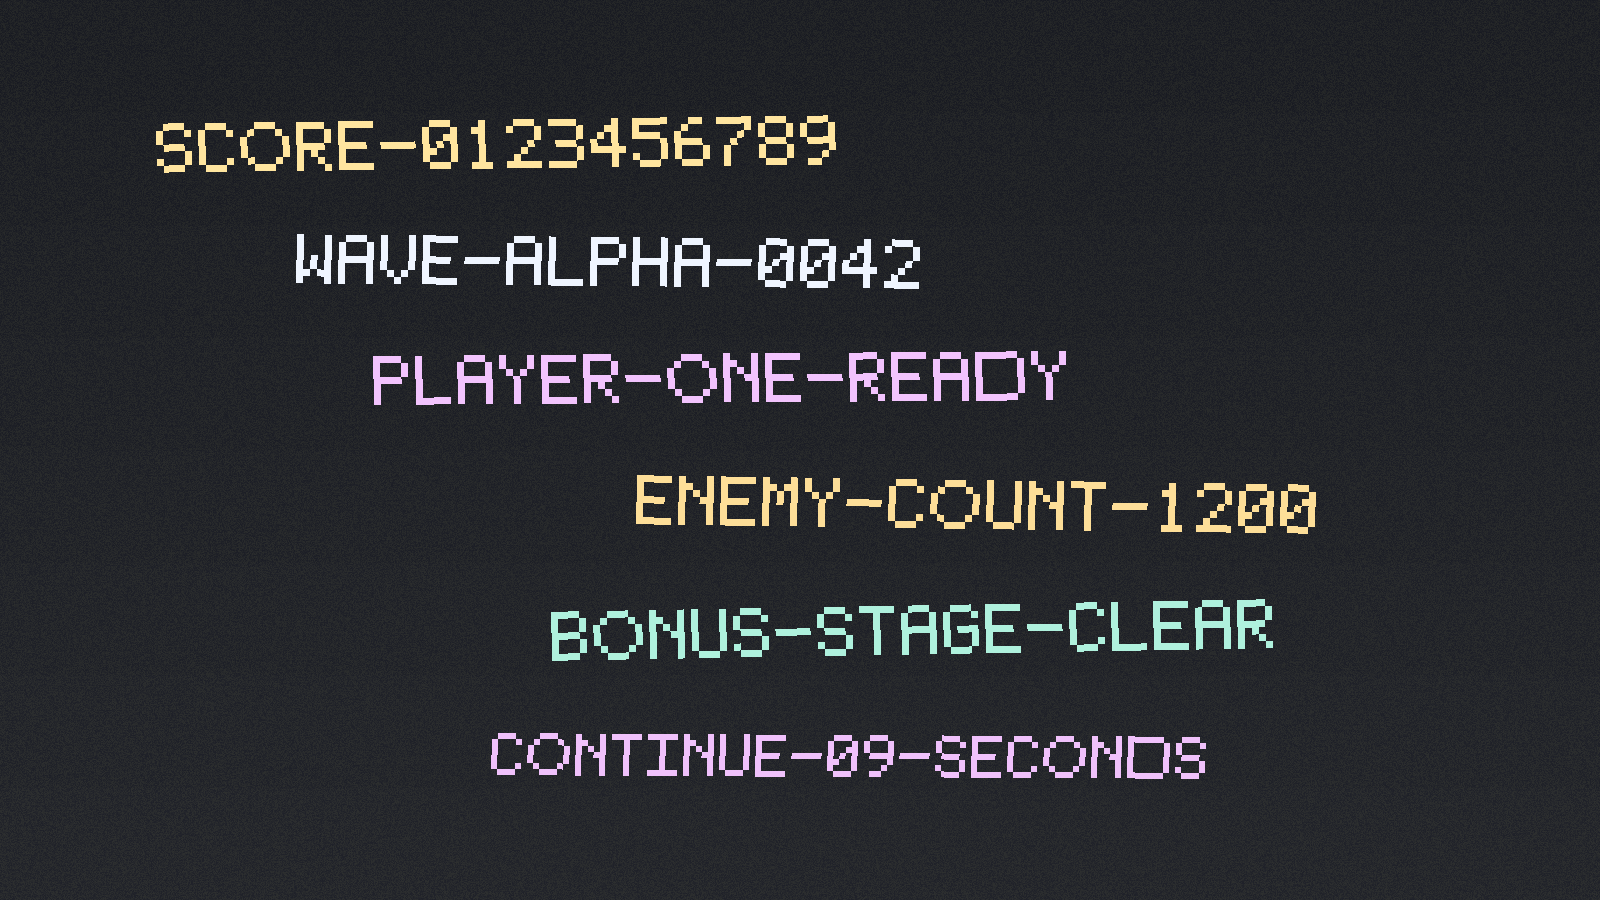 SCORE-0123456789
WAVE-ALPHA-0042
PLAYER-ONE-READY
ENEMY-COUNT-1200
BONUS-STAGE-CLEAR
CONTINUE-09-SECONDS